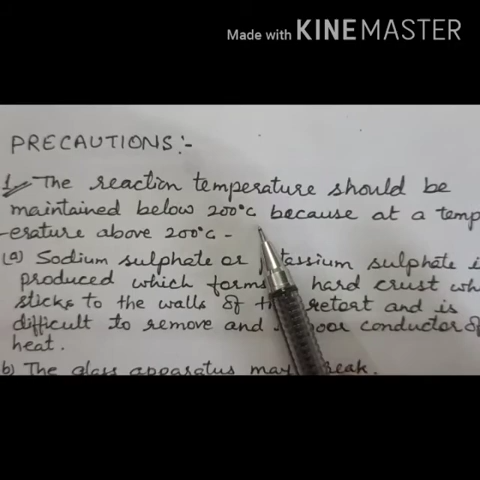 Made with KINEMASTER
PRECAUTIONS:-
1. The reaction temperature should be
maintained below 200°C because at a temp
-erature above 200°C -
(a) Sodium sulphate or sulphate
produced which forms hard crust
sticks to the walls of retort and is
difficult to remove and conductor of
heat.
b) The glass apparatus may